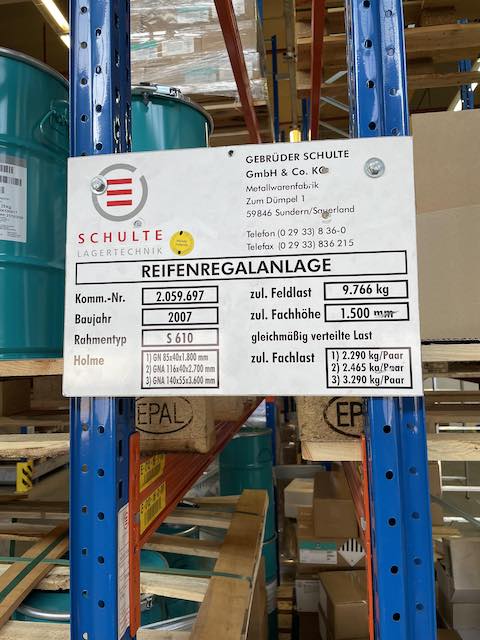 SCHULTE
LAGERTECHNIK
GEBRÜDER SCHULTE
GmbH & Co. KG
Metallwarenfabrik
Zum Dümpel 1
59846 Sundern/Sauerland
Telefon (0 29 33) 8 36-0
Telefax (0 29 33) 836 215
REIFENREGALANLAGE
Komm.-Nr. 2.059.697
Baujahr 2007
Rahmentyp S 610
Holme 1) GN 85x40x1.800 mm
2) GNA 116x40x2.700 mm
3) GNA 140x55x3.600 mm
zul. Feldlast 9.766 kg
zul. Fachhöhe 1.500 mm
gleichmäßig verteilte Last
zul. Fachlast 1) 2.290 kg/Paar
2) 2.465 kg/Paar
3) 3.290 kg/Paar
EPAL
EP